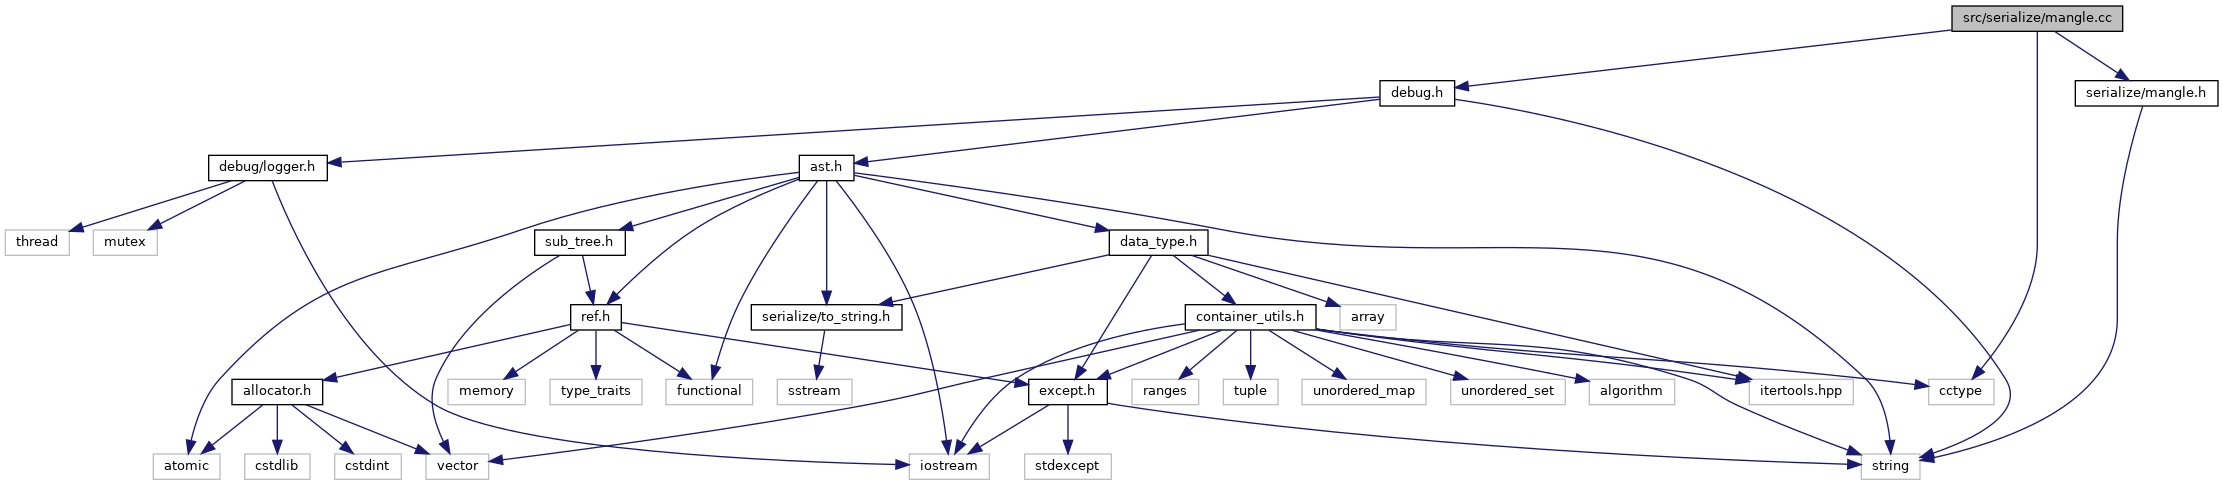 src/serialize/mangle.cc
debug.h
serialize/mangle.h
debug/logger.h
ast.h
thread
mutex
sub_tree.h
data_type.h
ref.h
serialize/to_string.h
container_utils.h
array
allocator.h
memory
type_traits
functional
sstream
except.h
ranges
tuple
unordered_map
unordered_set
algorithm
itertools.hpp
cctype
atomic
cstdlib
cstdint
vector
iostream
stdexcept
string